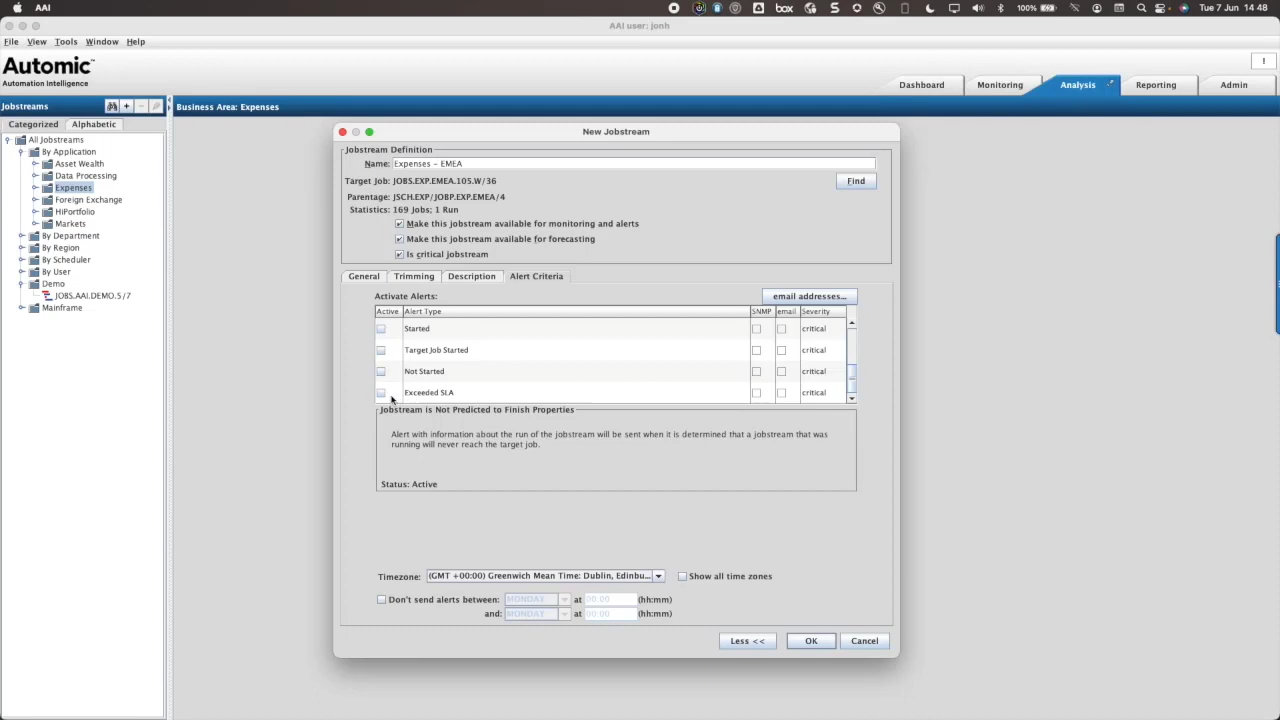 AAI
box
100%
Tue 7 Jun 14 48
AAI user: jonh
File View Tools Window Help
Automic™
Automation Intelligence
!
Dashboard Monitoring Analysis Reporting Admin
Jobstreams
Business Area: Expenses
Categorized Alphabetic
All Jobstreams
By Application
Asset Wealth
Data Processing
Expenses
Foreign Exchange
HiPortfolio
Markets
By Department
By Region
By Scheduler
By User
Demo
JOBS.AAI.DEMO.5/7
Mainframe
New Jobstream
Jobstream Definition
Name: Expenses - EMEA
Target Job: JOBS.EXP.EMEA.105.W/36
Find
Parentage: JSCH.EXP/JOBP.EXP.EMEA/4
Statistics: 169 Jobs; 1 Run
Make this jobstream available for monitoring and alerts
Make this jobstream available for forecasting
Is critical jobstream
General Trimming Description Alert Criteria
Activate Alerts:
email addresses...
Active Alert Type SNMP email Severity
Started critical
Target Job Started critical
Not Started critical
Exceeded SLA critical
Jobstream is Not Predicted to Finish Properties
Alert with information about the run of the jobstream will be sent when it is determined that a jobstream that was
running will never reach the target job.
Status: Active
Timezone: (GMT +00:00) Greenwich Mean Time: Dublin, Edinbu... Show all time zones
Don't send alerts between: MONDAY at 00:00 (hh:mm)
and: MONDAY at 00:00 (hh:mm)
Less << OK Cancel